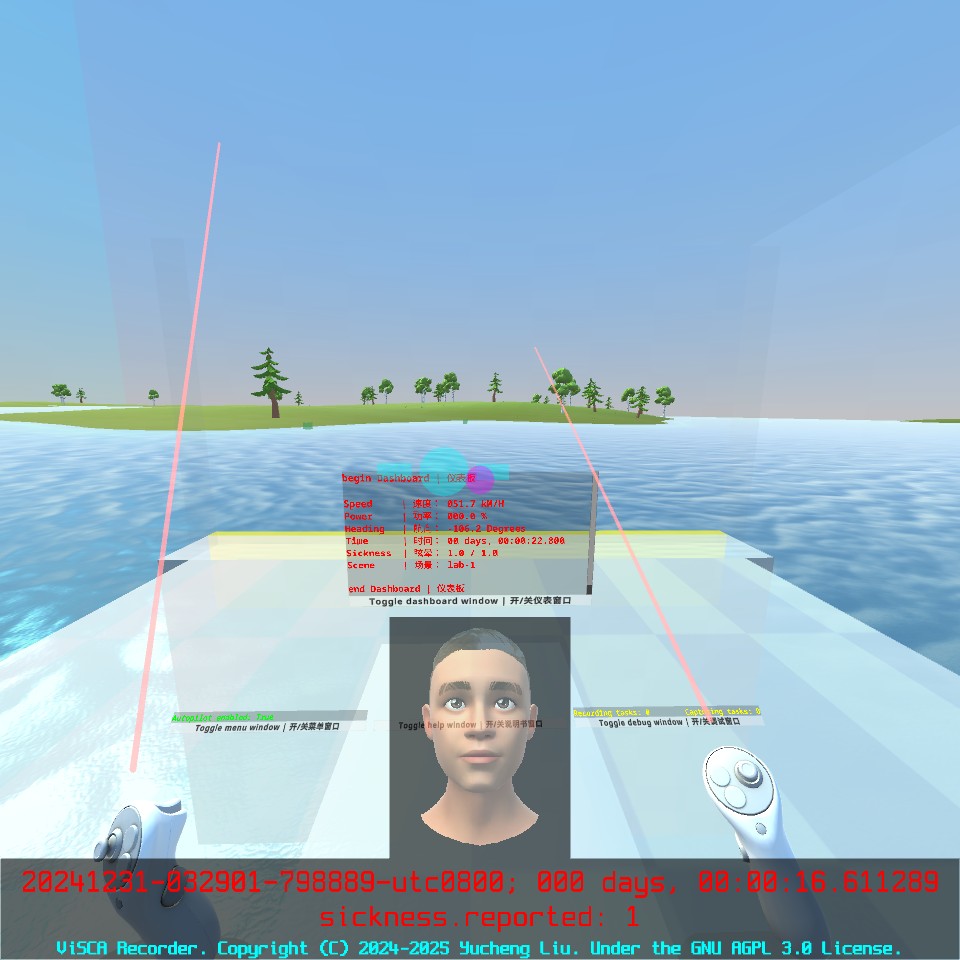 begin Dashboard | 仪表板
Speed | 速度: 051.7 kM/H
Power | 功率: 000.0 %
Heading | 航点: -106.2 Degrees
Time | 时间: 00 days, 00:00:22.800
Sickness | 眩晕: 1.0 / 1.0
Scene | 场景: lab-1
end Dashboard | 仪表板
Toggle dashboard window | 开/关仪表窗口
Autopilot enabled: True
Toggle menu window | 开/关菜单窗口
Toggle help window | 开/关说明书窗口
Recording tasks: 0 Capturing tasks: 0
Toggle debug window | 开/关调试窗口
20241231-032901-798889-utc0800; 000 days, 00:00:16.611289
sickness.reported: 1
ViSCA Recorder. Copyright (C) 2024-2025 Yucheng Liu. Under the GNU AGPL 3.0 License.